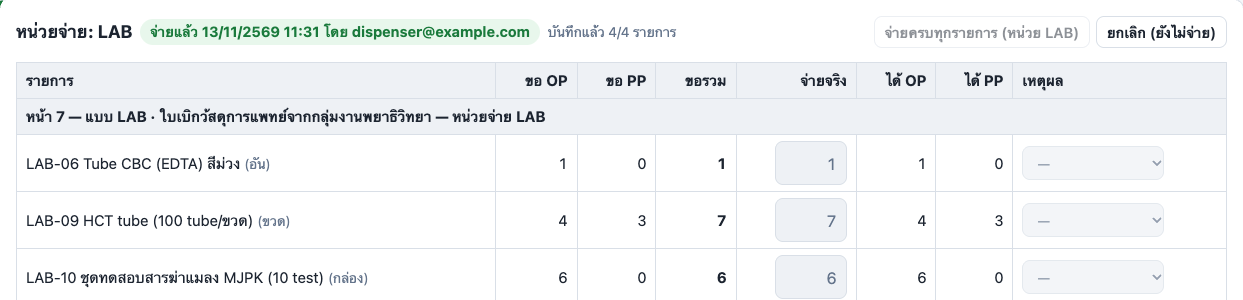 หน่วยจ่าย: LAB จ่ายแล้ว 13/11/2569 11:31 โดย dispenser@example.com บันทึกแล้ว 4/4 รายการ จ่ายครบทุกรายการ (หน่วย LAB) ยกเลิก (ยังไม่จ่าย)
รายการ ขอ OP ขอ PP ขอรวม จ่ายจริง ได้ OP ได้ PP เหตุผล
หน้า 7 — แบบ LAB · ใบเบิกวัสดุการแพทย์จากกลุ่มงานพยาธิวิทยา — หน่วยจ่าย LAB
LAB-06 Tube CBC (EDTA) สีม่วง (อัน) 1 0 1 1 1 0 —
LAB-09 HCT tube (100 tube/ขวด) (ขวด) 4 3 7 7 4 3 —
LAB-10 ชุดทดสอบสารฆ่าแมลง MJPK (10 test) (กล่อง) 6 0 6 6 6 0 —